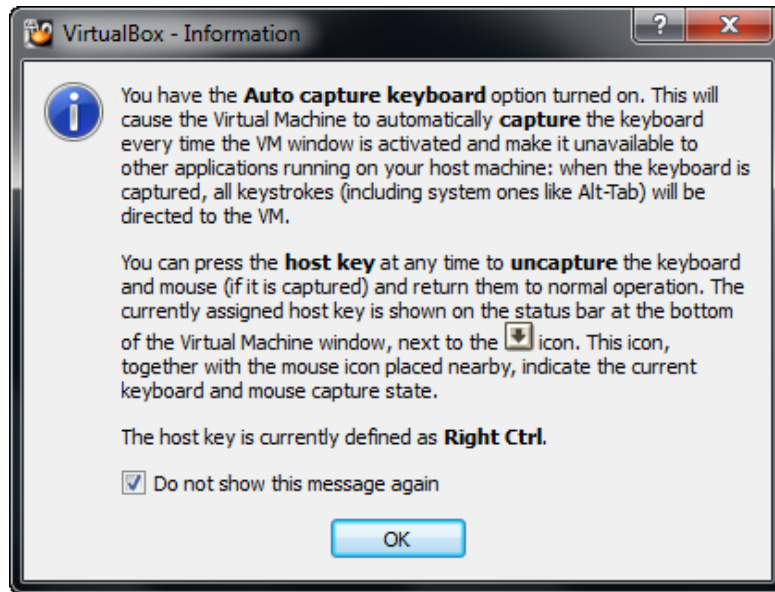 VirtualBox - Information
You have the Auto capture keyboard option turned on. This will
cause the Virtual Machine to automatically capture the keyboard
every time the VM window is activated and make it unavailable to
other applications running on your host machine: when the keyboard is
captured, all keystrokes (including system ones like Alt-Tab) will be
directed to the VM.
You can press the host key at any time to uncapture the keyboard
and mouse (if it is captured) and return them to normal operation. The
currently assigned host key is shown on the status bar at the bottom
of the Virtual Machine window, next to the icon. This icon,
together with the mouse icon placed nearby, indicate the current
keyboard and mouse capture state.
The host key is currently defined as Right Ctrl.
Do not show this message again
OK